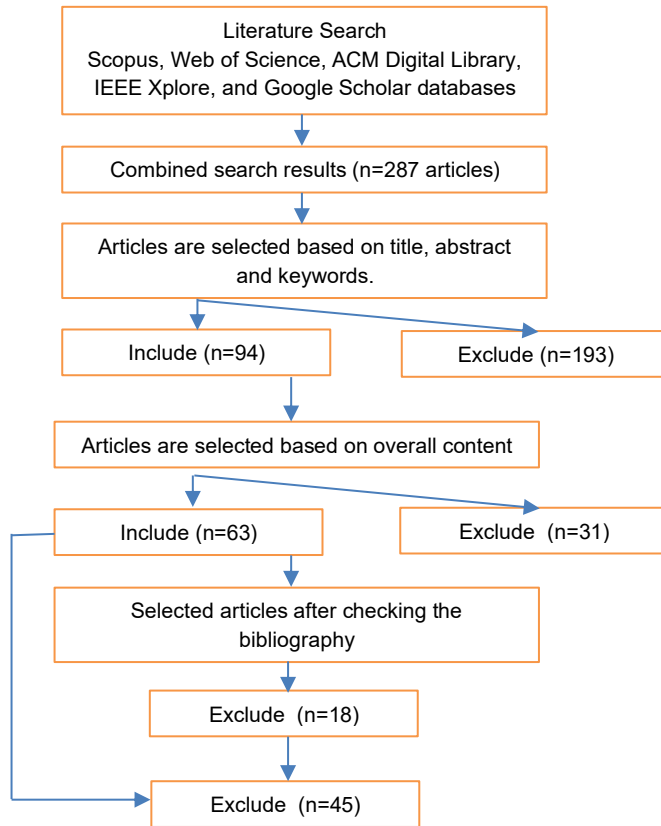 Literature Search
Scopus, Web of Science, ACM Digital Library,
IEEE Xplore, and Google Scholar databases
Combined search results (n=287 articles)
Articles are selected based on title, abstract
and keywords.
Include (n=94)
Exclude (n=193)
Articles are selected based on overall content
Include (n=63)
Exclude (n=31)
Selected articles after checking the
bibliography
Exclude (n=18)
Exclude (n=45)